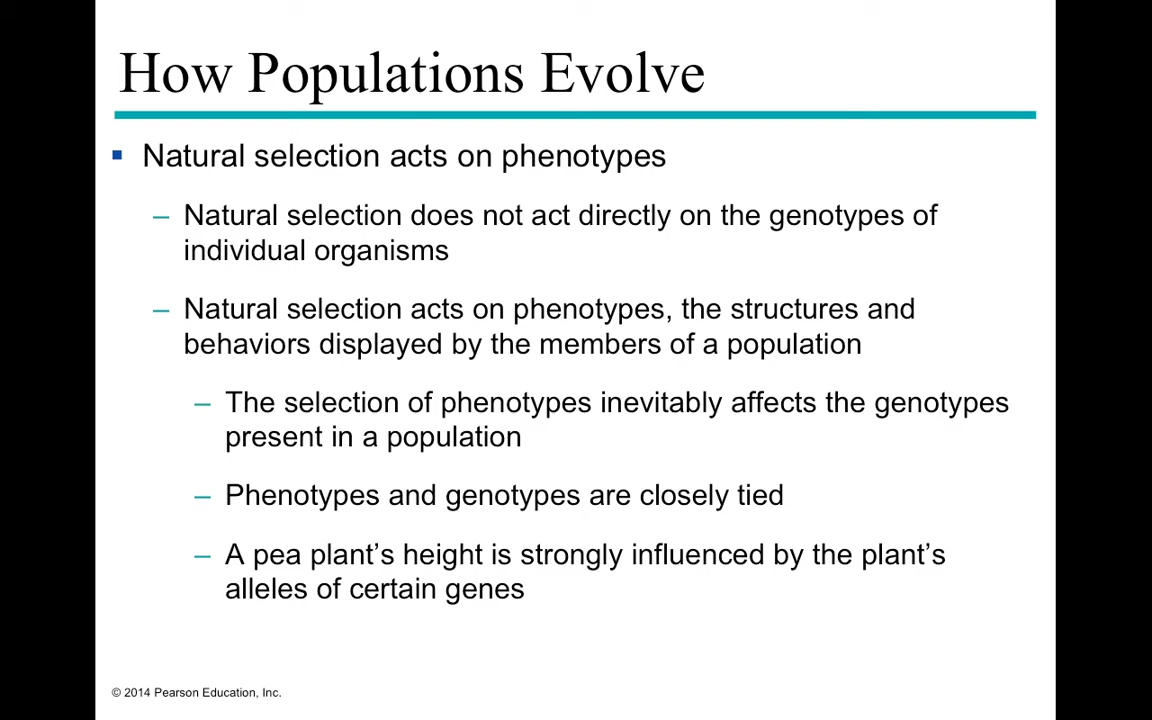 How Populations Evolve
▪ Natural selection acts on phenotypes
– Natural selection does not act directly on the genotypes of
individual organisms
– Natural selection acts on phenotypes, the structures and
behaviors displayed by the members of a population
– The selection of phenotypes inevitably affects the genotypes
present in a population
– Phenotypes and genotypes are closely tied
– A pea plant’s height is strongly influenced by the plant’s
alleles of certain genes
© 2014 Pearson Education, Inc.